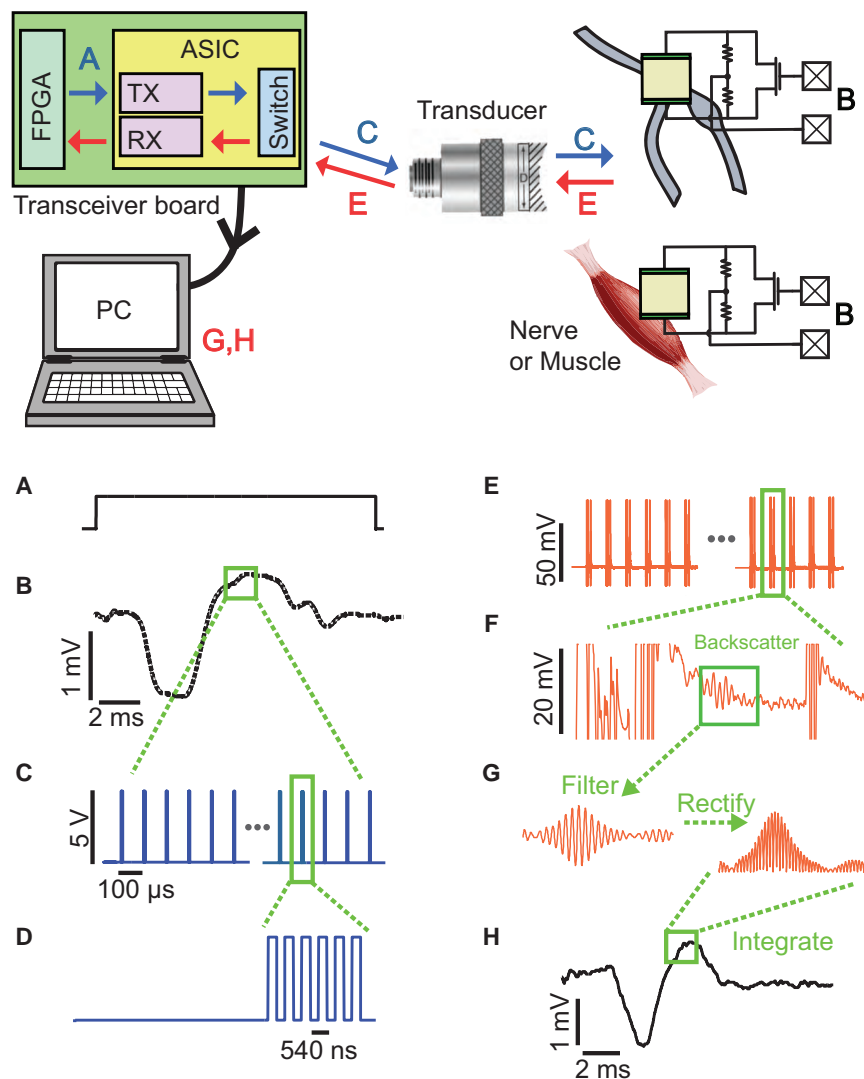 ASIC
FPGA
A
TX
RX
Switch
C
E
Transducer
D
C
E
B
Transceiver board
PC
G,H
Nerve
or Muscle
B
A
B
1 mV
2 ms
C
5 V
100 µs
D
540 ns
E
50 mV
F
Backscatter
20 mV
G
Filter
Rectify
H
Integrate
1 mV
2 ms